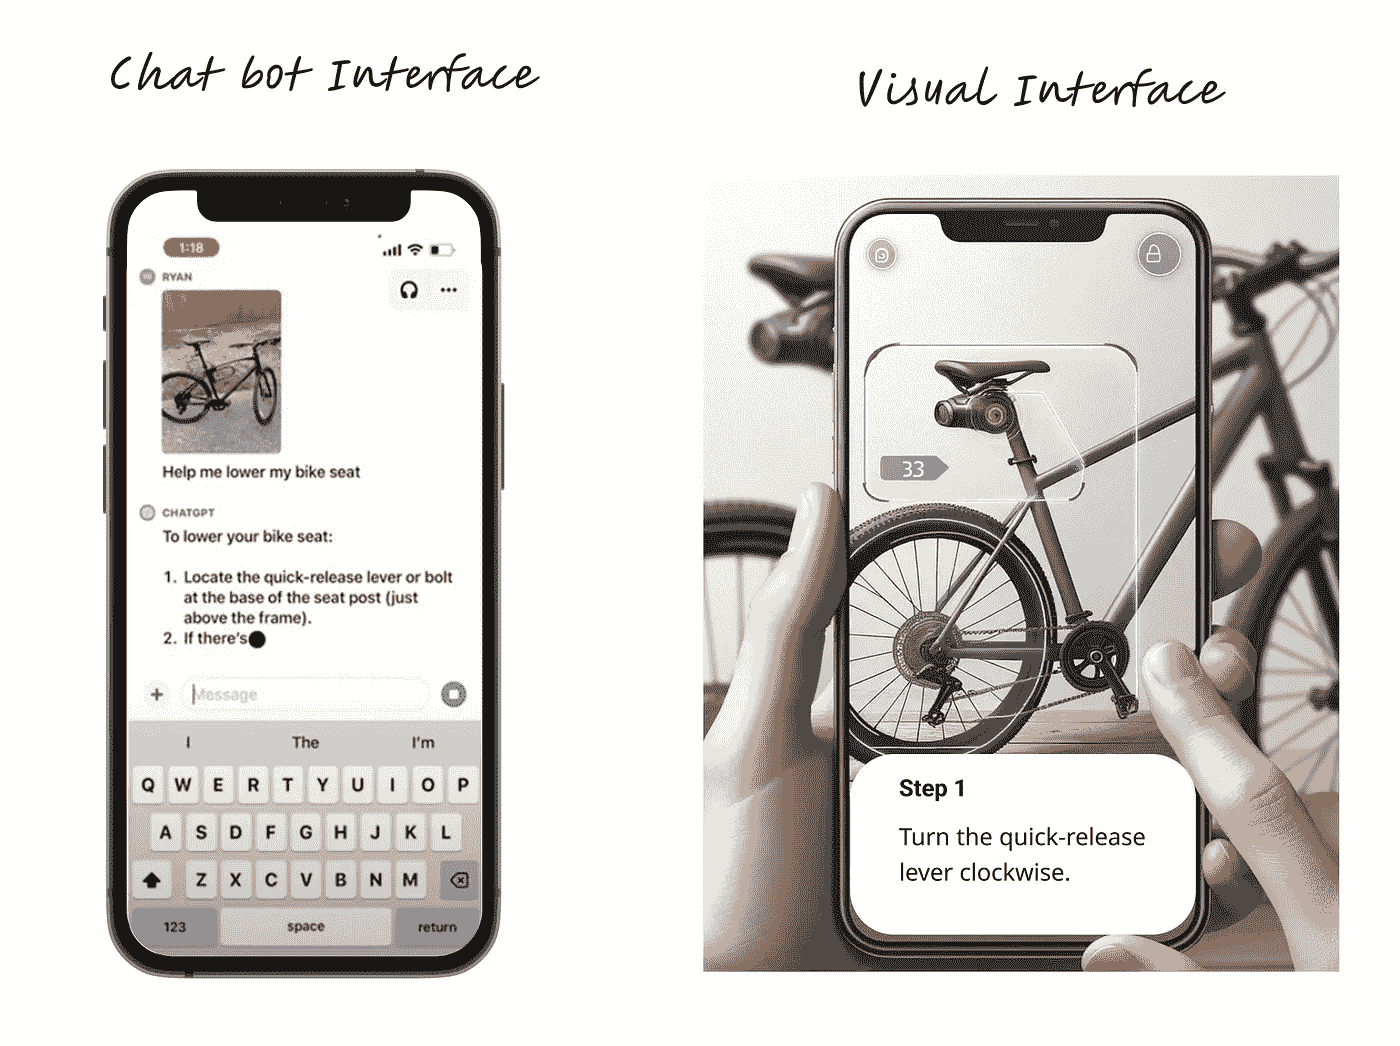 Chat bot Interface
Visual Interface
1:18
RYAN
Help me lower my bike seat
CHATGPT
To lower your bike seat:
1. Locate the quick-release lever or bolt
at the base of the seat post (just
above the frame).
2. If there's
Message
I The I'm
Q W E R T Y U I O P
A S D F G H J K L
Z X C V B N M
123 space return
33
Step 1
Turn the quick-release
lever clockwise.